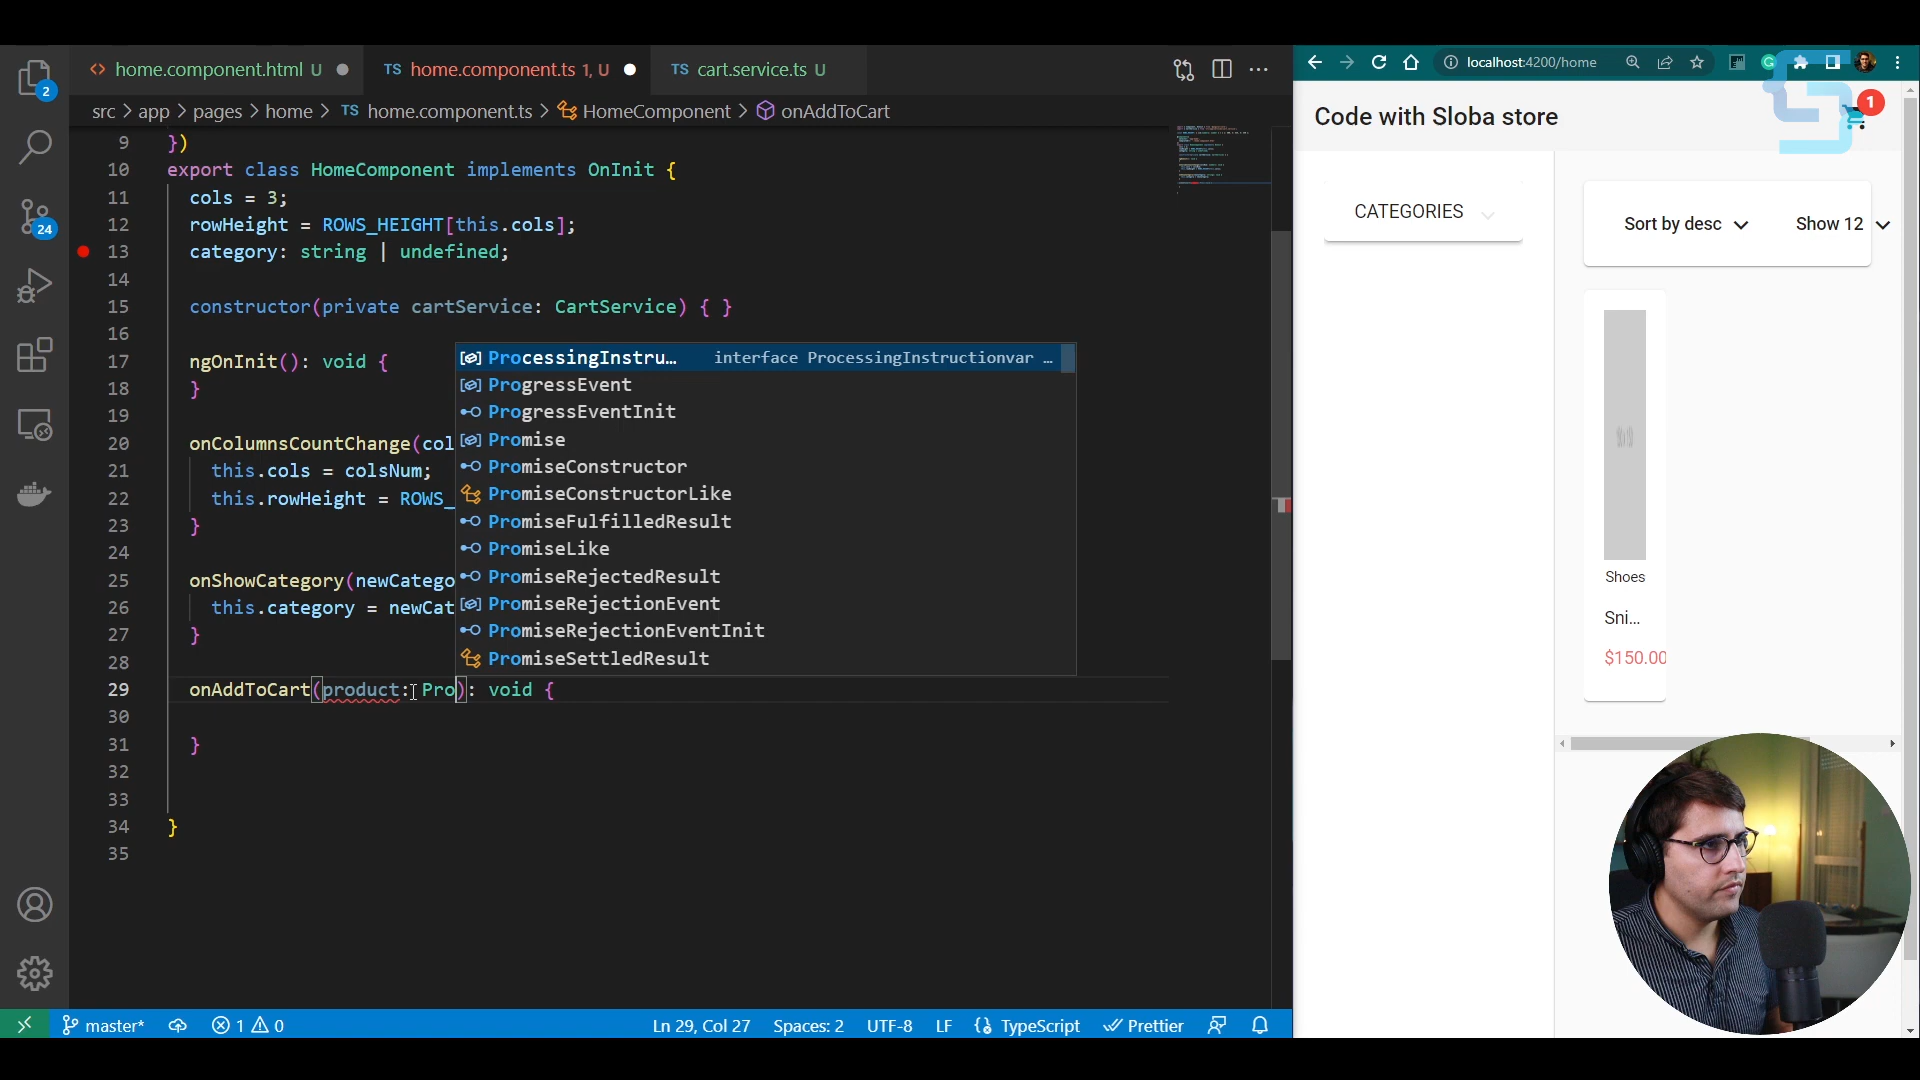 2
24
home.component.html U
TS home.component.ts 1, U
TS cart.service.ts U
src > app > pages > home > TS home.component.ts > HomeComponent > onAddToCart
9 })
10 export class HomeComponent implements OnInit {
11 cols = 3;
12 rowHeight = ROWS_HEIGHT[this.cols];
13 category: string | undefined;
14
15 constructor(private cartService: CartService) { }
16
17 ngOnInit(): void {
18 }
19
20 onColumnsCountChange(col
21 this.cols = colsNum;
22 this.rowHeight = ROWS_
23 }
24
25 onShowCategory(newCatego
26 this.category = newCat
27 }
28
29 onAddToCart(product: Pro): void {
30
31 }
32
33
34 }
35
ProcessingInstru... interface ProcessingInstructionvar ...
ProgressEvent
ProgressEventInit
Promise
PromiseConstructor
PromiseConstructorLike
PromiseFulfilledResult
PromiseLike
PromiseRejectedResult
PromiseRejectionEvent
PromiseRejectionEventInit
PromiseSettledResult
master* 1 0 Ln 29, Col 27 Spaces: 2 UTF-8 LF TypeScript Prettier
localhost:4200/home
Code with Sloba store
1
CATEGORIES
Sort by desc
Show 12
Shoes
Sni...
$150.00